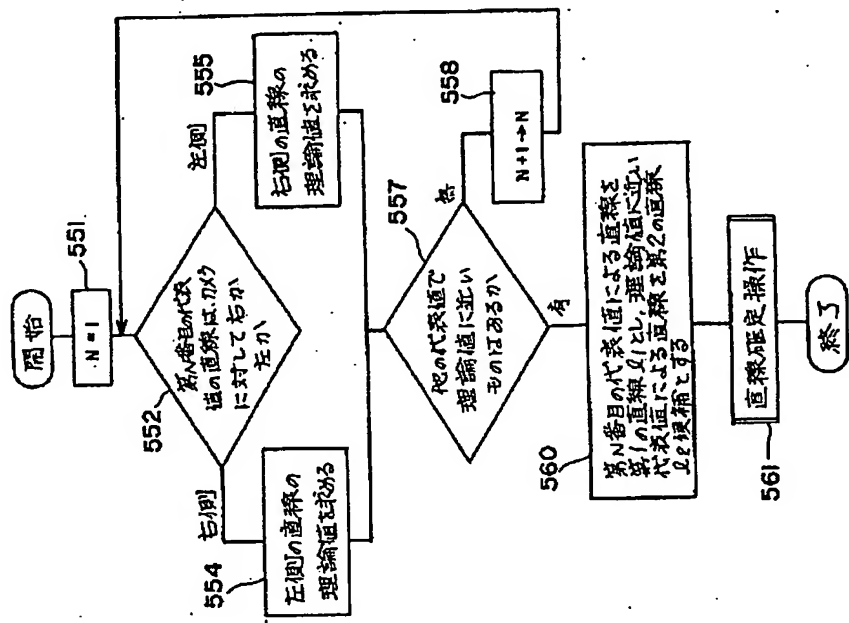 開始
551
N=1
552
第N番目の代表
値の直線は、カメラ
に対して右か
左か
右側
左側
554
左側の直線の
理論値を求める
555
右側の直線の
理論値を求める
557
他の代表値で
理論値に近い
ものはあるか
無
558
N+1→N
有
560
第N番目の代表値による直線を
第1の直線l1とし、理論値に近い
代表値による直線を第2の直線
l2候補とする
直線確定操作
561
終了